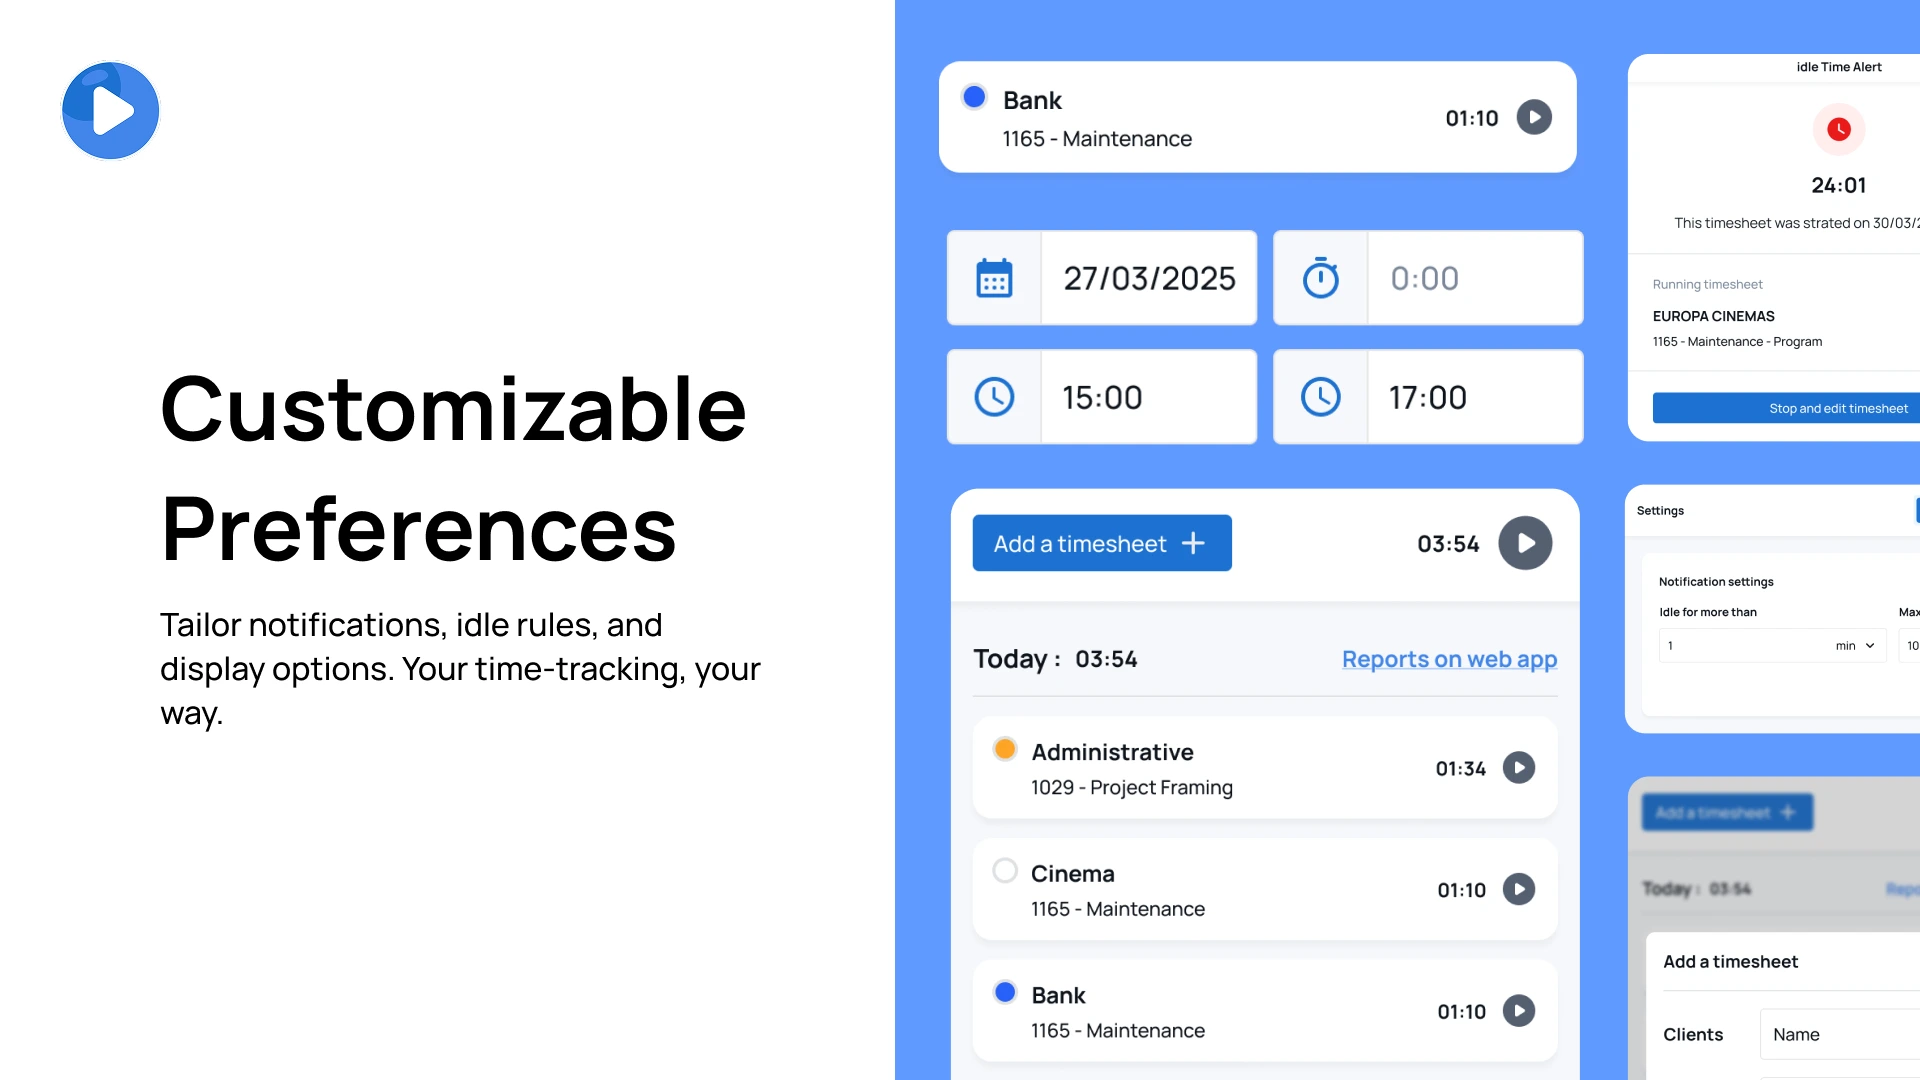 Customizable
Preferences
Tailor notifications, idle rules, and
display options. Your time-tracking, your
way.
Bank
1165 - Maintenance
01:10
27/03/2025
0:00
15:00
17:00
Add a timesheet
03:54
Today : 03:54
Reports on web app
Administrative
1029 - Project Framing
01:34
Cinema
1165 - Maintenance
01:10
Bank
1165 - Maintenance
01:10
idle Time Alert
24:01
This timesheet was strated on 30/03/2
Running timesheet
EUROPA CINEMAS
1165 - Maintenance - Program
Stop and edit timesheet
Settings
Notification settings
Idle for more than
Max
1
min
10
Add a timesheet
Today : 03:54
Repo
Add a timesheet
Clients
Name